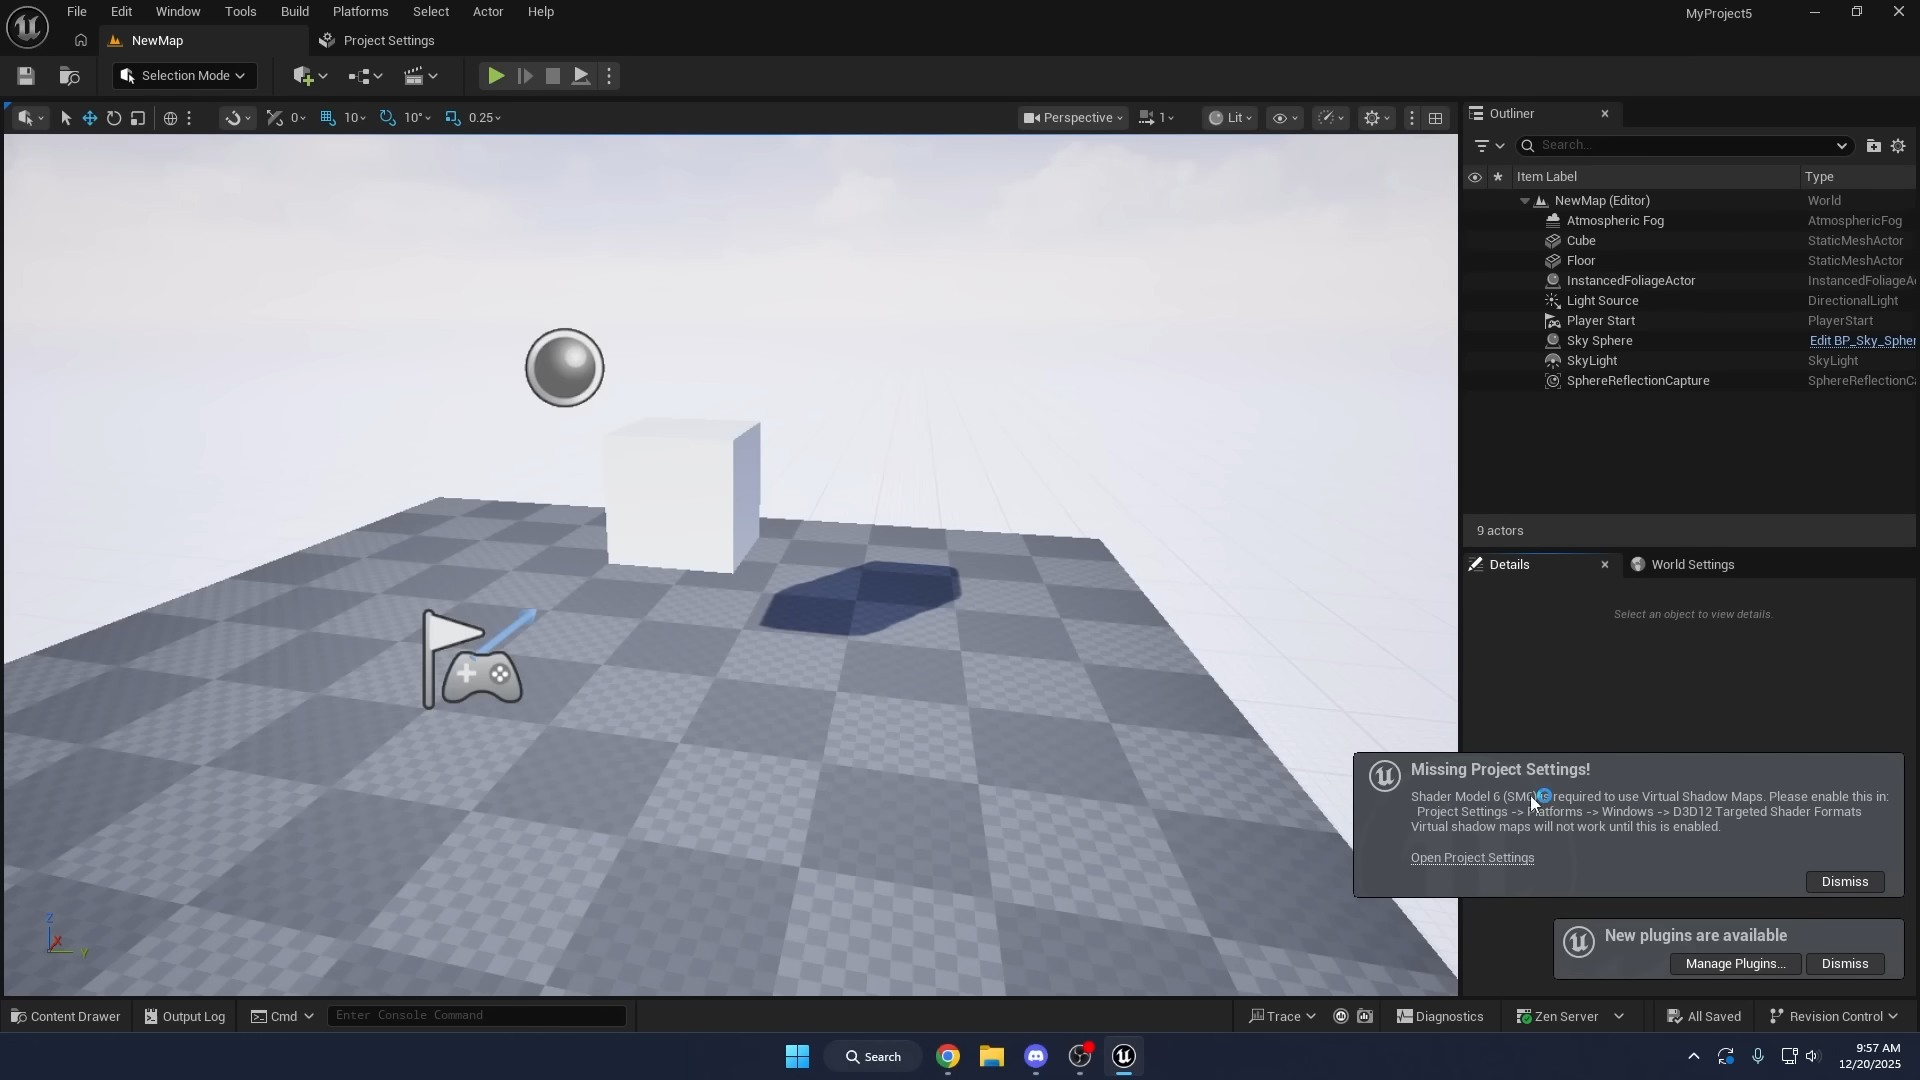 File Edit Window Tools Build Platforms Select Actor Help
MyProject5
NewMap
Project Settings
Selection Mode
0
10
10°
0.25
Perspective
1
Lit
Outliner
Search...
Item Label Type
NewMap (Editor) World
Atmospheric Fog AtmosphericFog
Cube StaticMeshActor
Floor StaticMeshActor
InstancedFoliageActor InstancedFoliageA
Light Source DirectionalLight
Player Start PlayerStart
Sky Sphere Edit BP_Sky_Spher
SkyLight SkyLight
SphereReflectionCapture SphereReflectionC
9 actors
Details
World Settings
Select an object to view details.
Missing Project Settings!
Shader Model 6 required to use Virtual Shadow Maps. Please enable this in:
Project Settings -> Platforms -> Windows -> D3D12 Targeted Shader Formats
Virtual shadow maps will not work until this is enabled.
Open Project Settings
Dismiss
New plugins are available
Manage Plugins...
Dismiss
Z
X
Y
Content Drawer
Output Log
Cmd
Enter Console Command
Trace
Diagnostics
Zen Server
All Saved
Revision Control
Search
9:57 AM
12/20/2025